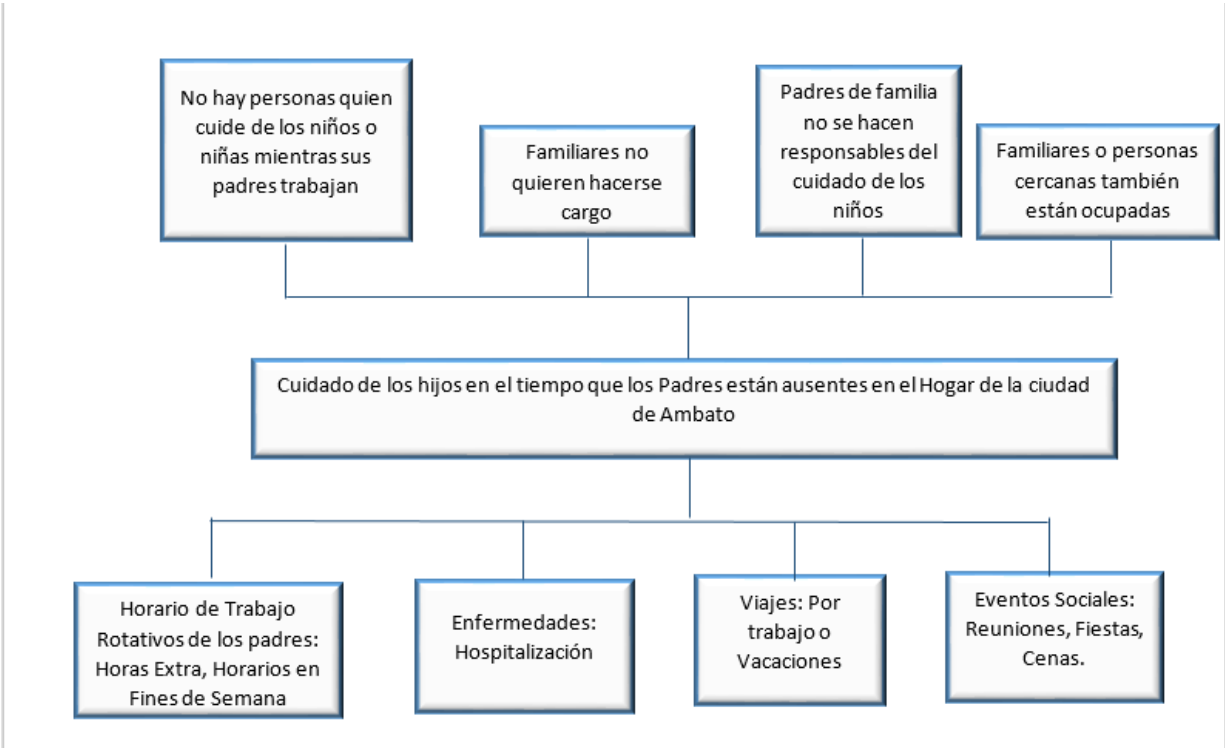 No hay personas quien
cuide de los niños o
niñas mientras sus
padres trabajan
Familiares no
quieren hacerse
cargo
Padres de familia
no se hacen
responsables del
cuidado de los
niños
Familiares o personas
cercanas también
están ocupadas
Cuidado de los hijos en el tiempo que los Padres están ausentes en el Hogar de la ciudad
de Ambato
Horario de Trabajo
Rotativos de los padres:
Horas Extra, Horarios en
Fines de Semana
Enfermedades:
Hospitalización
Viajes: Por
trabajo o
Vacaciones
Eventos Sociales:
Reuniones, Fiestas,
Cenas.